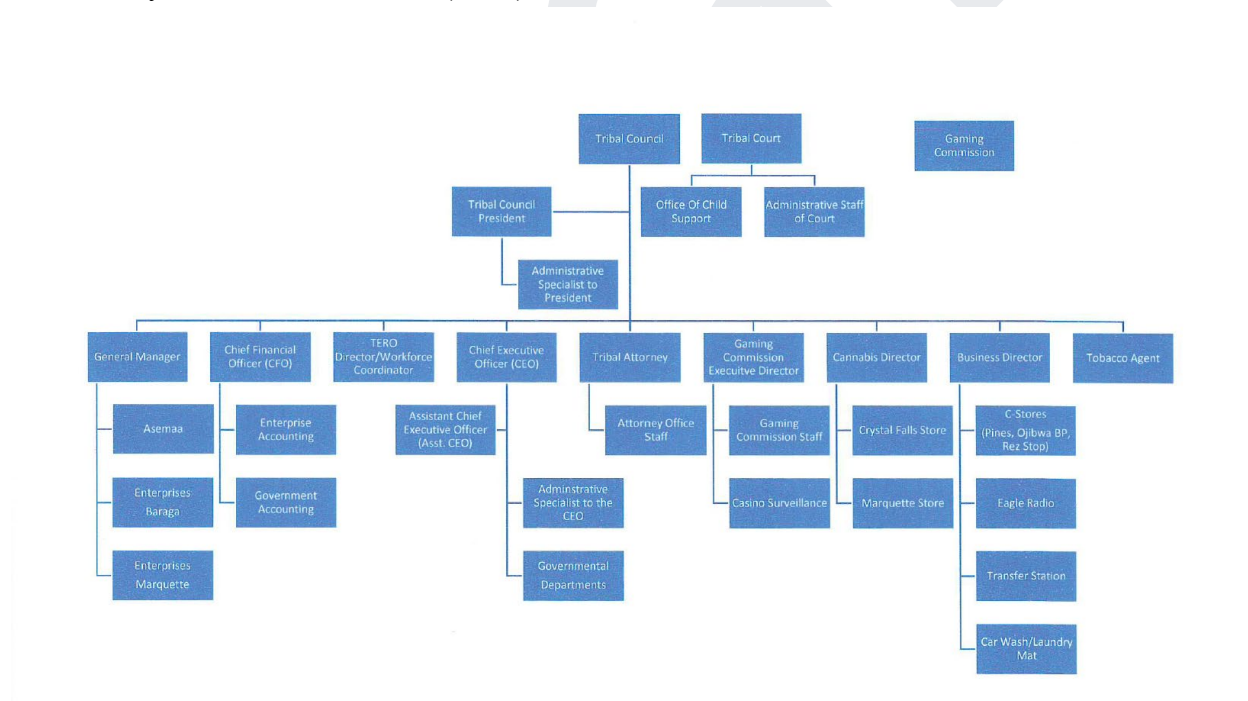 Tribal Council
Tribal Court
Gaming
Commission
Tribal Council
President
Office Of Child
Support
Administrative Staff
of Court
Administrative
Specialist to
President
General Manager
Chief Financial
Officer (CFO)
TERO
Director/Workforce
Coordinator
Chief Executive
Officer (CEO)
Tribal Attorney
Gaming
Commission
Execuitve Director
Cannabis Director
Business Director
Tobacco Agent
Asemaa
Enterprise
Accounting
Assistant Chief
Executive Officer
(Asst. CEO)
Attorney Office
Staff
Gaming
Commission Staff
Crystal Falls Store
C-Stores
(Pines, Ojibwa BP,
Rez Stop)
Enterprises
Baraga
Government
Accounting
Adminstrative
Specialist to the
CEO
Casino Surveillance
Marquette Store
Eagle Radio
Enterprises
Marquette
Governmental
Departments
Transfer Station
Car Wash/Laundry
Mat